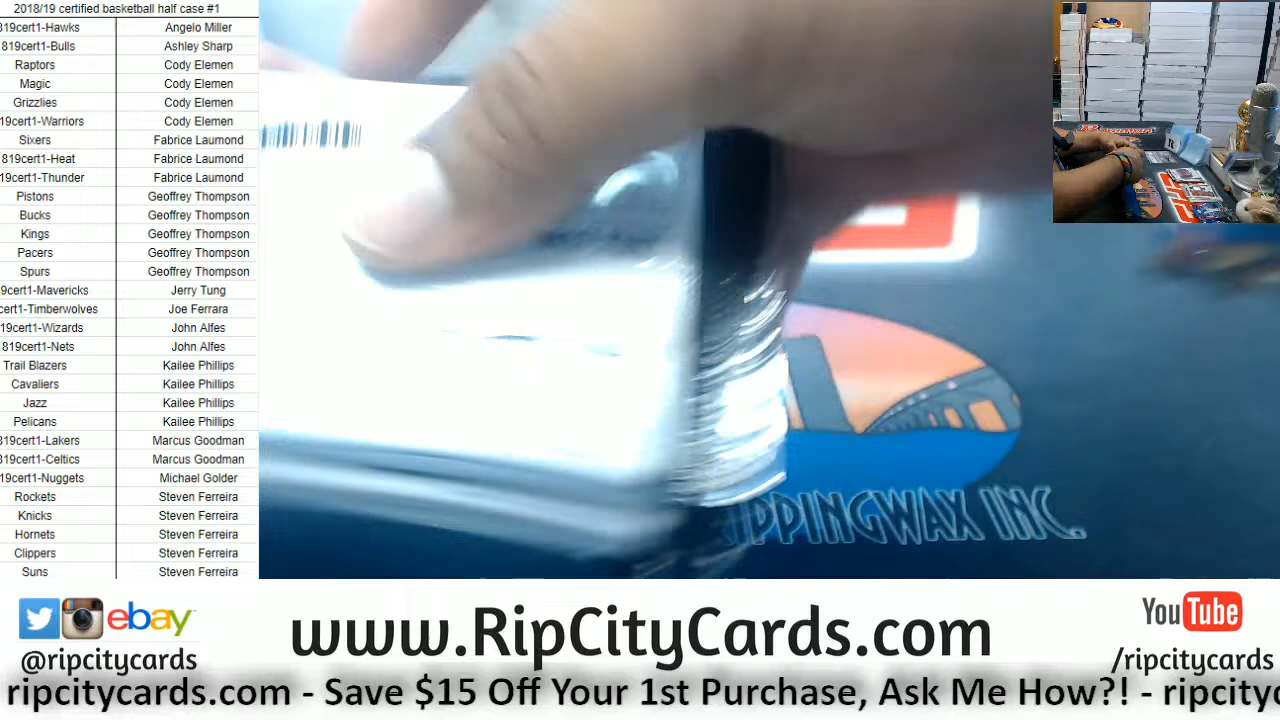 2018/19 certified basketball half case #1
819cert1-Hawks Angelo Miller
819cert1-Bulls Ashley Sharp
Raptors Cody Elemen
Magic Cody Elemen
Grizzlies Cody Elemen
19cert1-Warriors Cody Elemen
Sixers Fabrice Laumond
819cert1-Heat Fabrice Laumond
19cert1-Thunder Fabrice Laumond
Pistons Geoffrey Thompson
Bucks Geoffrey Thompson
Kings Geoffrey Thompson
Pacers Geoffrey Thompson
Spurs Geoffrey Thompson
9cert1-Mavericks Jerry Tung
cert1-Timberwolves Joe Ferrara
19cert1-Wizards John Alfes
819cert1-Nets John Alfes
Trail Blazers Kailee Phillips
Cavaliers Kailee Phillips
Jazz Kailee Phillips
Pelicans Kailee Phillips
819cert1-Lakers Marcus Goodman
819cert1-Celtics Marcus Goodman
19cert1-Nuggets Michael Golder
Rockets Steven Ferreira
Knicks Steven Ferreira
Hornets Steven Ferreira
Clippers Steven Ferreira
Suns Steven Ferreira
RIPPINGWAX INC.
ebay
@ripcitycards
www.RipCityCards.com
YouTube
/ripcitycards
ripcitycards.com - Save $15 Off Your 1st Purchase, Ask Me How?! - ripcity